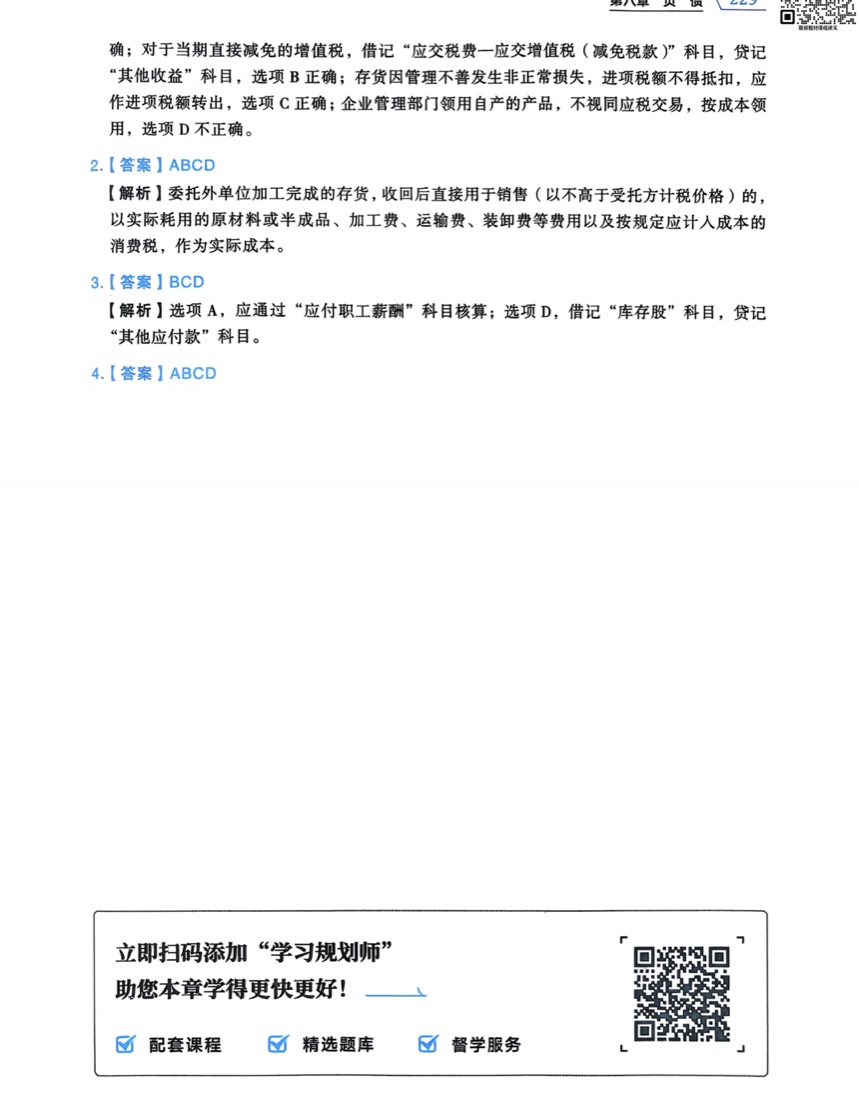 第八章 负 债 229
确；对于当期直接减免的增值税，借记“应交税费—应交增值税（减免税款）”科目，贷记
“其他收益”科目，选项 B 正确；存货因管理不善发生非正常损失，进项税额不得抵扣，应
作进项税额转出，选项 C 正确；企业管理部门领用自产的产品，不视同应税交易，按成本领
用，选项 D 不正确。
2.【答案】ABCD
【解析】委托外单位加工完成的存货，收回后直接用于销售（以不高于受托方计税价格）的，
以实际耗用的原材料或半成品、加工费、运输费、装卸费等费用以及按规定应计人成本的
消费税，作为实际成本。
3.【答案】BCD
【解析】选项 A，应通过“应付职工薪酬”科目核算；选项 D，借记“库存股”科目，贷记
“其他应付款”科目。
4.【答案】ABCD
立即扫码添加“学习规划师”
助您本章学得更快更好！
配套课程 精选题库 督学服务